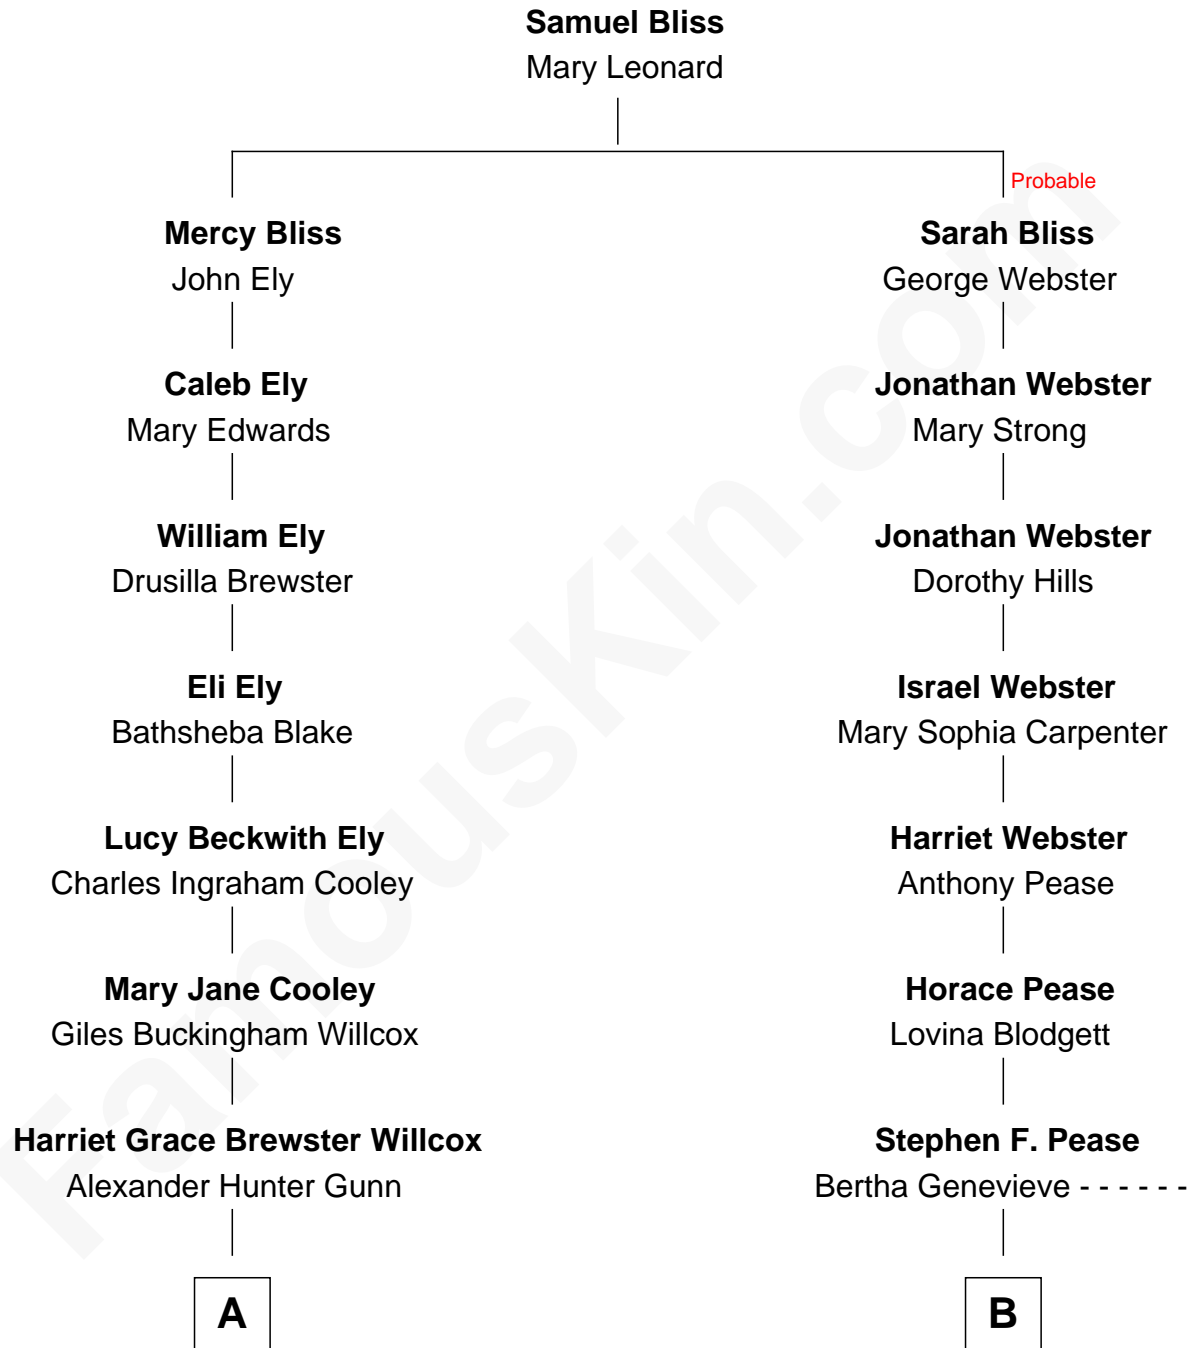 Samuel Bliss
Mary Leonard
Probable
Mercy Bliss
John Ely
Sarah Bliss
George Webster
Caleb Ely
Mary Edwards
Jonathan Webster
Mary Strong
William Ely
Drusilla Brewster
Jonathan Webster
Dorothy Hills
Eli Ely
Bathsheba Blake
Israel Webster
Mary Sophia Carpenter
Lucy Beckwith Ely
Charles Ingraham Cooley
Harriet Webster
Anthony Pease
Mary Jane Cooley
Giles Buckingham Willcox
Horace Pease
Lovina Blodgett
Harriet Grace Brewster Willcox
Alexander Hunter Gunn
Stephen F. Pease
Bertha Genevieve - - - - - -
A
B
FamousKin.com